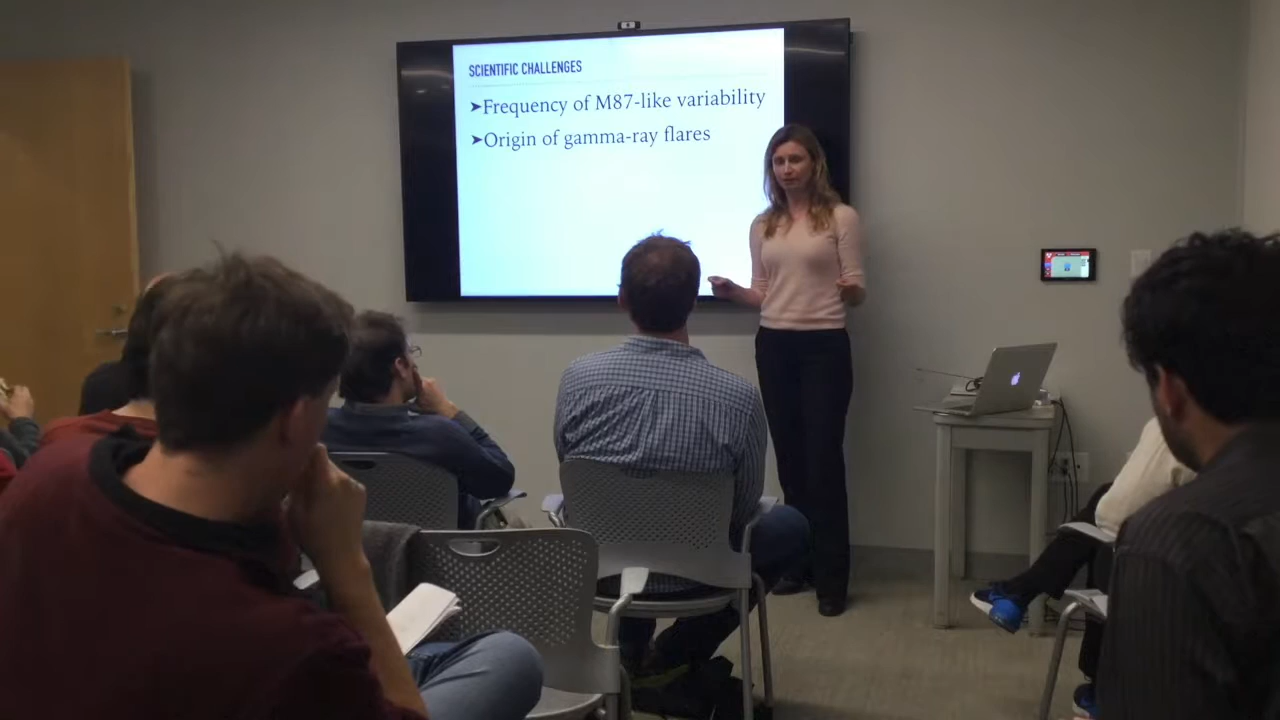 SCIENTIFIC CHALLENGES
➤Frequency of M87-like variability
➤Origin of gamma-ray flares